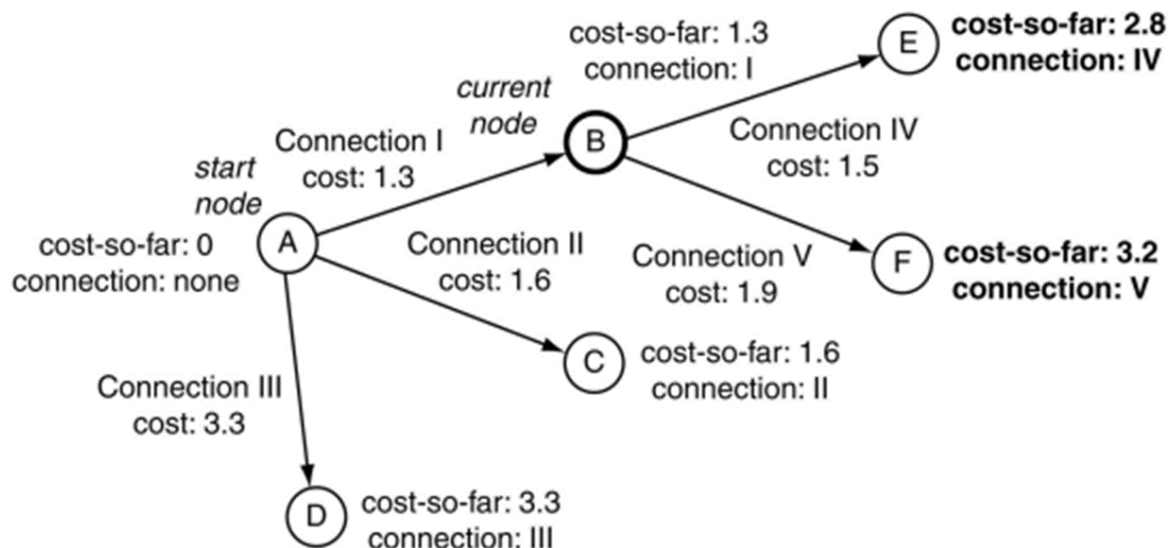 cost-so-far: 1.3
connection: I
E
cost-so-far: 2.8
connection: IV
current
node
B
Connection IV
cost: 1.5
Connection I
cost: 1.3
start
node
A
cost-so-far: 0
connection: none
Connection II
cost: 1.6
Connection V
cost: 1.9
F
cost-so-far: 3.2
connection: V
C
cost-so-far: 1.6
connection: II
Connection III
cost: 3.3
D
cost-so-far: 3.3
connection: III